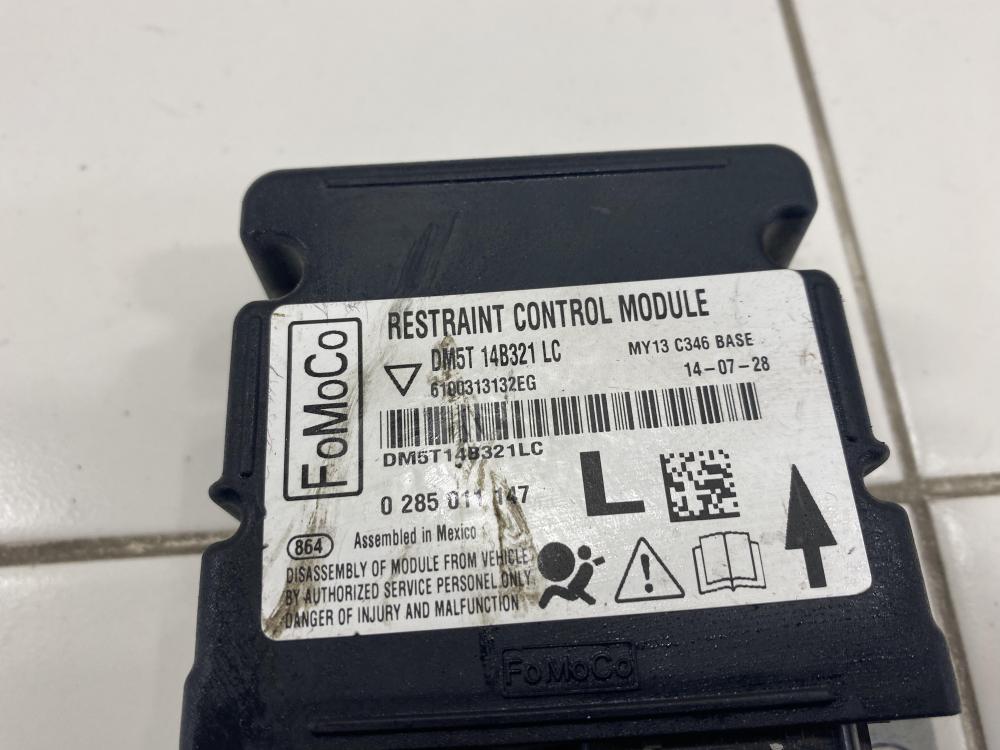 FoMoCo
RESTRAINT CONTROL MODULE
DM5T 14B321 LC
MY13 C346 BASE
6100313132EG
14-07-28
DM5T14B321LC
0 285 011 147
L
864
Assembled in Mexico
DISASSEMBLY OF MODULE FROM VEHICLE
BY AUTHORIZED SERVICE PERSONEL ONLY
DANGER OF INJURY AND MALFUNCTION
FoMoCo